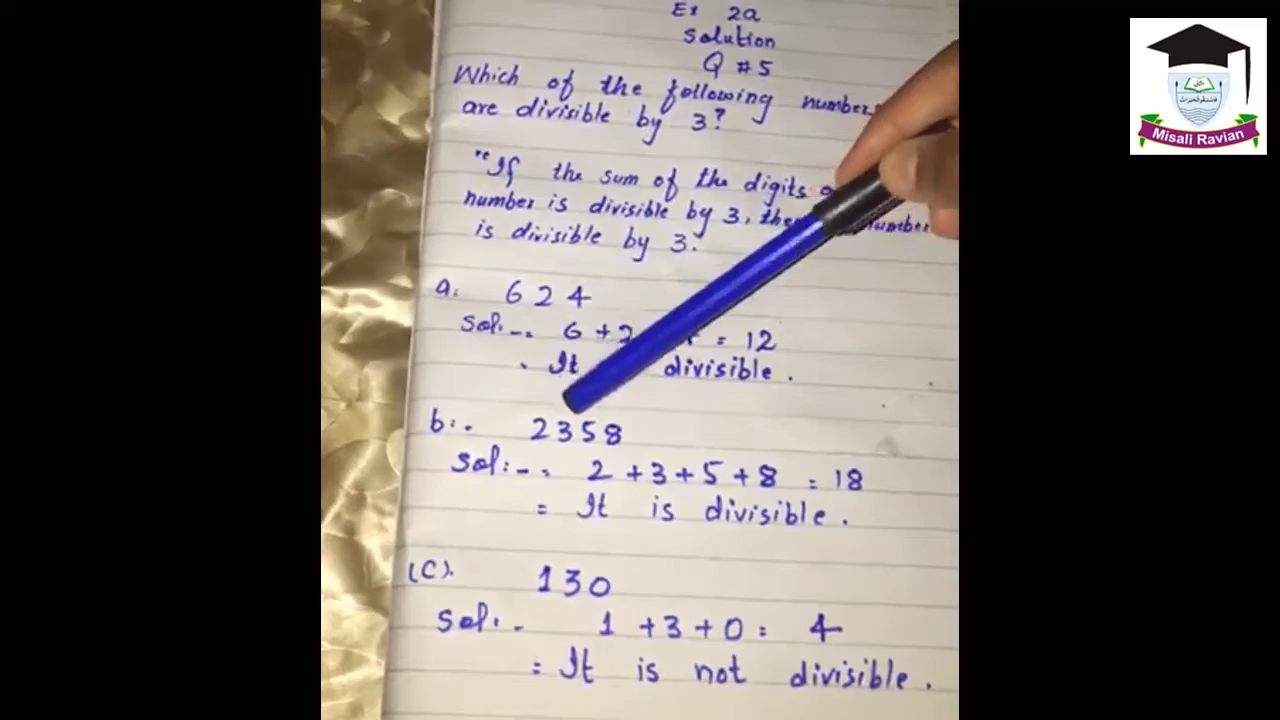 Ex 2a
Solution
Q #5
Which of the following number
are divisible by 3?
"If the sum of the digits
number is divisible by 3, the number
is divisible by 3.
a. 624
Sol:-. 6 + 2 = 12
It divisible.
b:. 2358
Sol:-. 2 + 3 + 5 + 8 = 18
= It is divisible.
(C). 130
Sol:. 1 + 3 + 0 = 4
= It is not divisible.
Misali Ravian